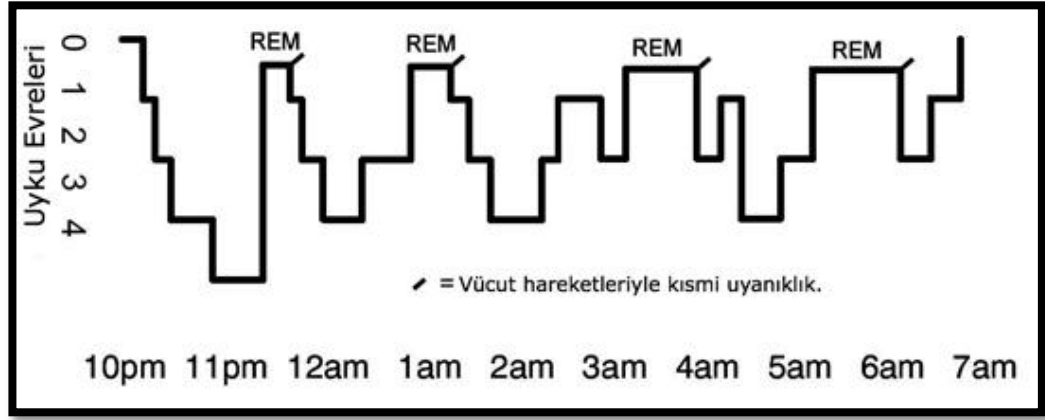 REM REM REM REM
Uyku Evreleri
0
1
2
3
4
= Vücut hareketleriyle kısmi uyanıklık.
10pm 11pm 12am 1am 2am 3am 4am 5am 6am 7am